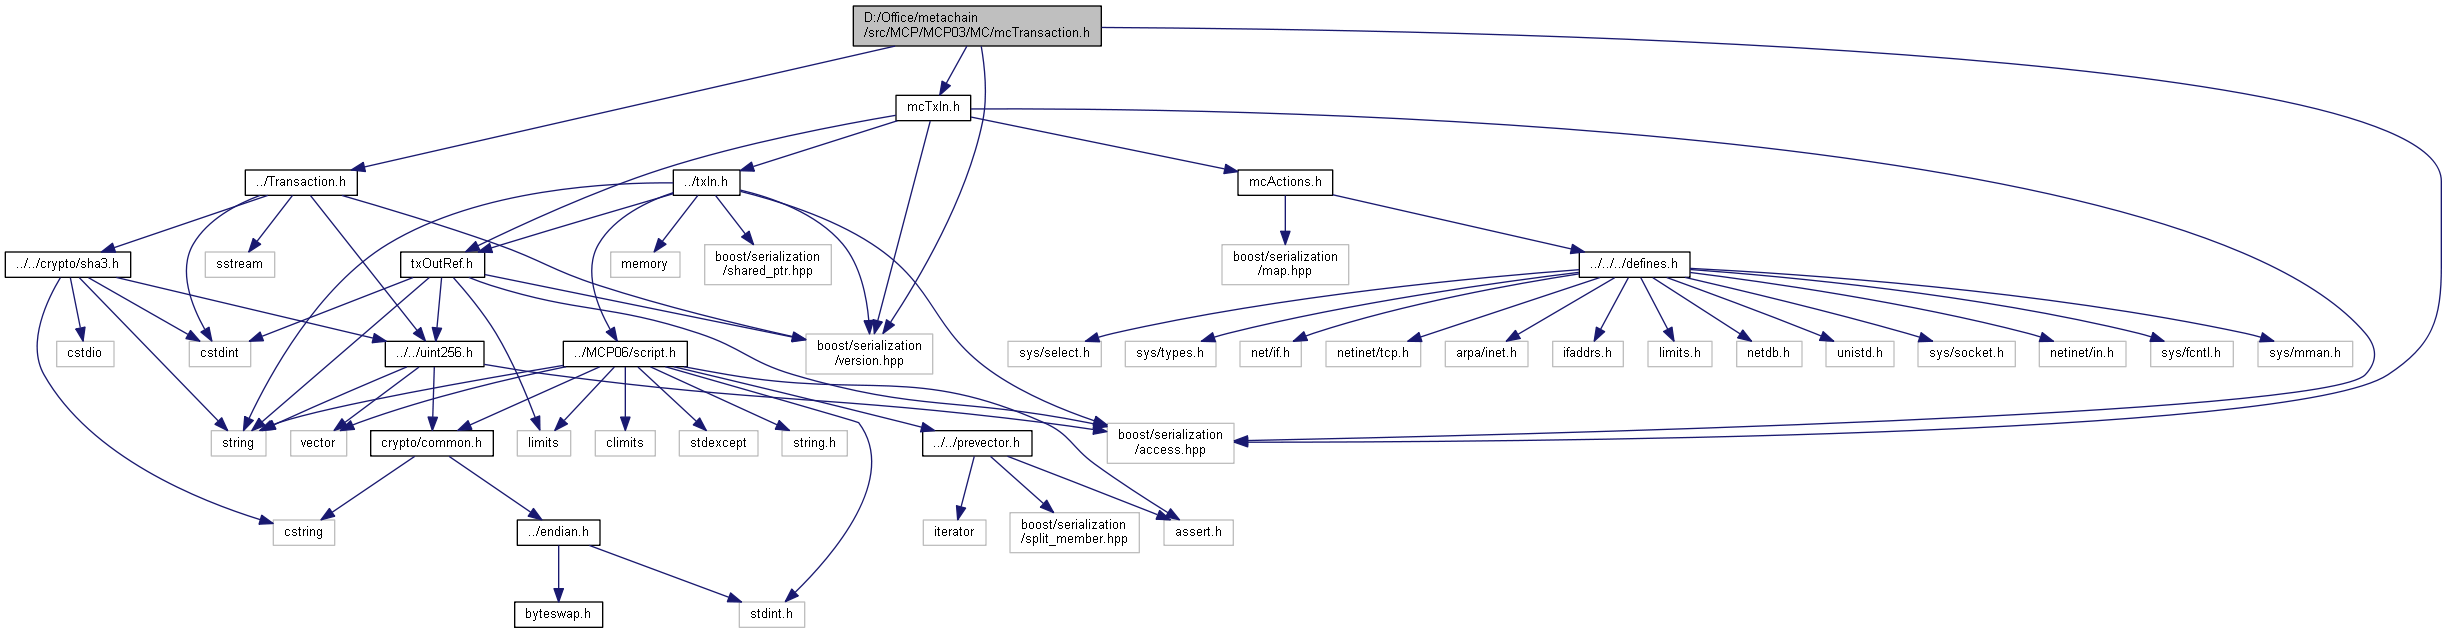 D:/Office/metachain
/src/MCP/MCP03/MC/mcTransaction.h
mcTxIn.h
../Transaction.h
../txIn.h
mcActions.h
../../crypto/sha3.h
sstream
txOutRef.h
memory
boost/serialization
/shared_ptr.hpp
boost/serialization
/map.hpp
../../../defines.h
cstdio
cstdint
../../uint256.h
../MCP06/script.h
boost/serialization
/version.hpp
sys/select.h
sys/types.h
net/if.h
netinet/tcp.h
arpa/inet.h
ifaddrs.h
limits.h
netdb.h
unistd.h
sys/socket.h
netinet/in.h
sys/fcntl.h
sys/mman.h
string
vector
crypto/common.h
limits
climits
stdexcept
string.h
../../prevector.h
boost/serialization
/access.hpp
cstring
../endian.h
iterator
boost/serialization
/split_member.hpp
assert.h
byteswap.h
stdint.h